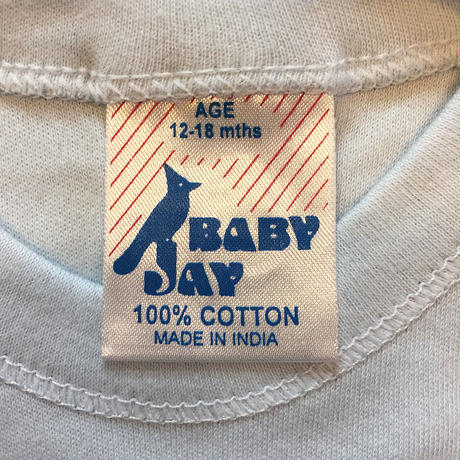 AGE
12-18 mths
BABY
JAY
100% COTTON
MADE IN INDIA